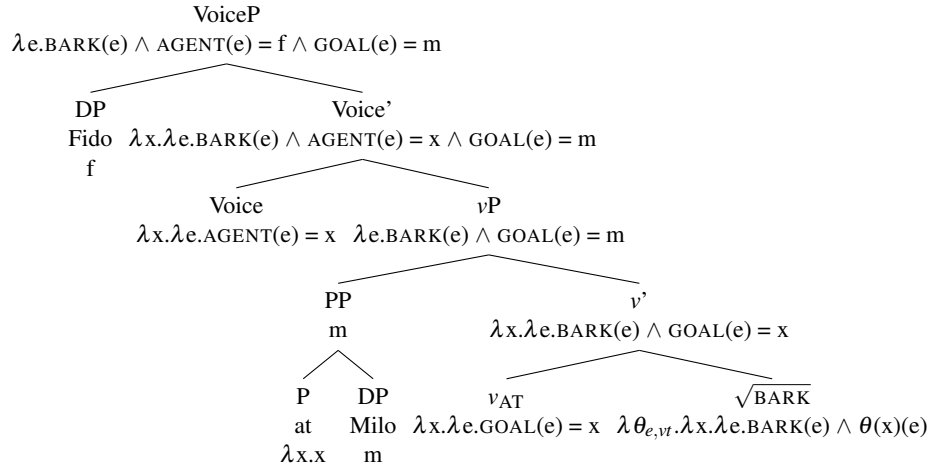 VoiceP
λe.BARK(e) ∧ AGENT(e) = f ∧ GOAL(e) = m
DP Voice’
Fido λx.λe.BARK(e) ∧ AGENT(e) = x ∧ GOAL(e) = m
f
Voice vP
λx.λe.AGENT(e) = x λe.BARK(e) ∧ GOAL(e) = m
PP v’
m λx.λe.BARK(e) ∧ GOAL(e) = x
P DP v_AT √BARK
at Milo λx.λe.GOAL(e) = x λθ_e,vt.λx.λe.BARK(e) ∧ θ(x)(e)
λx.x m